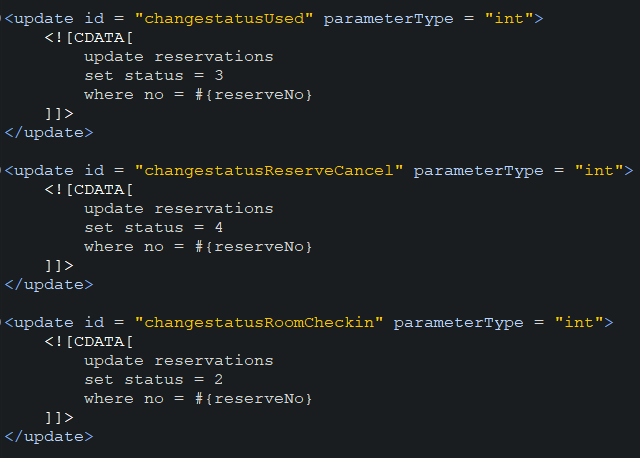 <update id = "changestatusUsed" parameterType = "int">
<![CDATA[
update reservations
set status = 3
where no = #{reserveNo}
]]>
</update>
<update id = "changestatusReserveCancel" parameterType = "int">
<![CDATA[
update reservations
set status = 4
where no = #{reserveNo}
]]>
</update>
<update id = "changestatusRoomCheckin" parameterType = "int">
<![CDATA[
update reservations
set status = 2
where no = #{reserveNo}
]]>
</update>